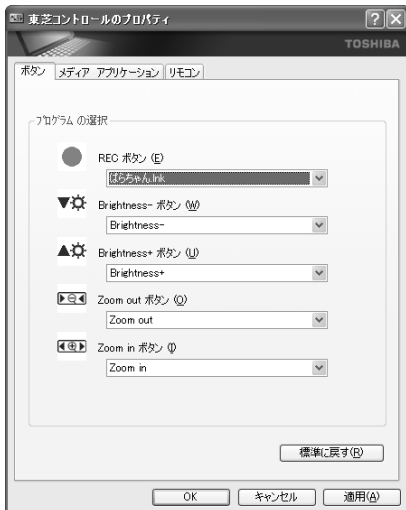 東芝コントロールのプロパティ
TOSHIBA
ボタン メディア アプリケーション リモコン
プログラムの選択
REC ボタン (E)
ぱらちゃん.lnk
Brightness- ボタン (W)
Brightness-
Brightness+ ボタン (U)
Brightness+
Zoom out ボタン (O)
Zoom out
Zoom in ボタン (I)
Zoom in
標準に戻す(R)
OK キャンセル 適用(A)